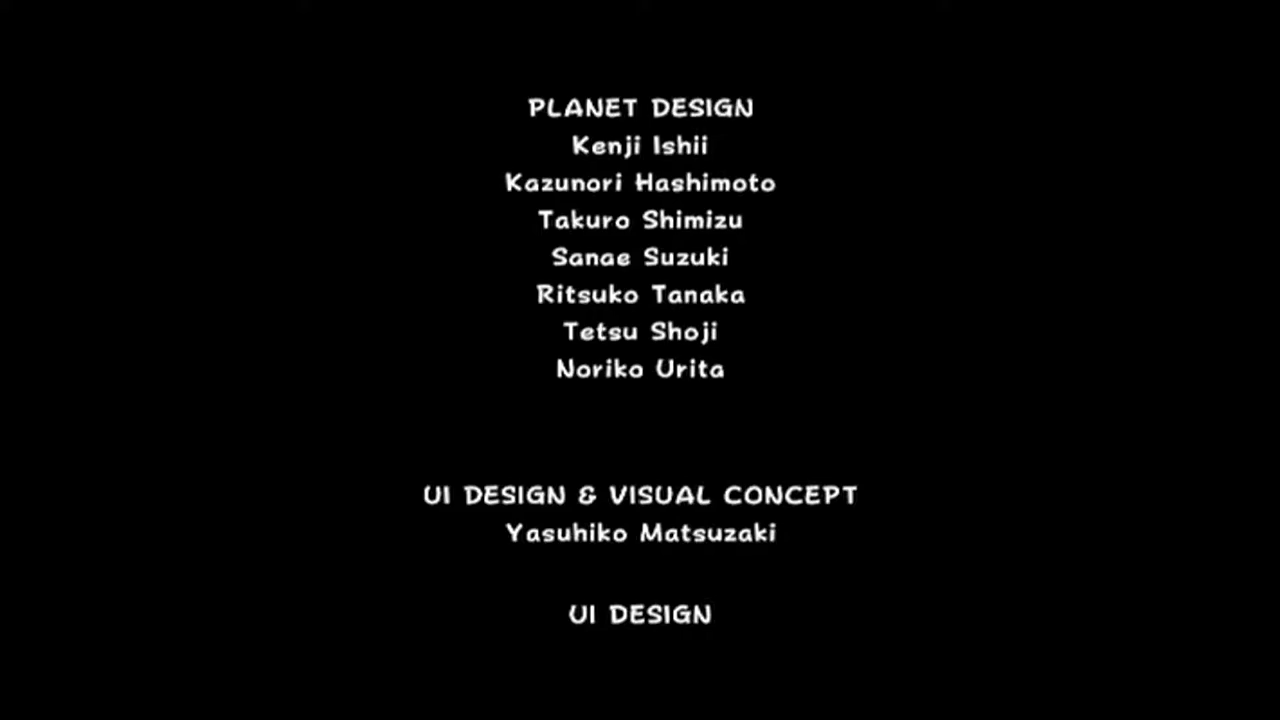 PLANET DESIGN
Kenji Ishii
Kazunori Hashimoto
Takuro Shimizu
Sanae Suzuki
Ritsuko Tanaka
Tetsu Shoji
Noriko Urita
UI DESIGN & VISUAL CONCEPT
Yasuhiko Matsuzaki
UI DESIGN